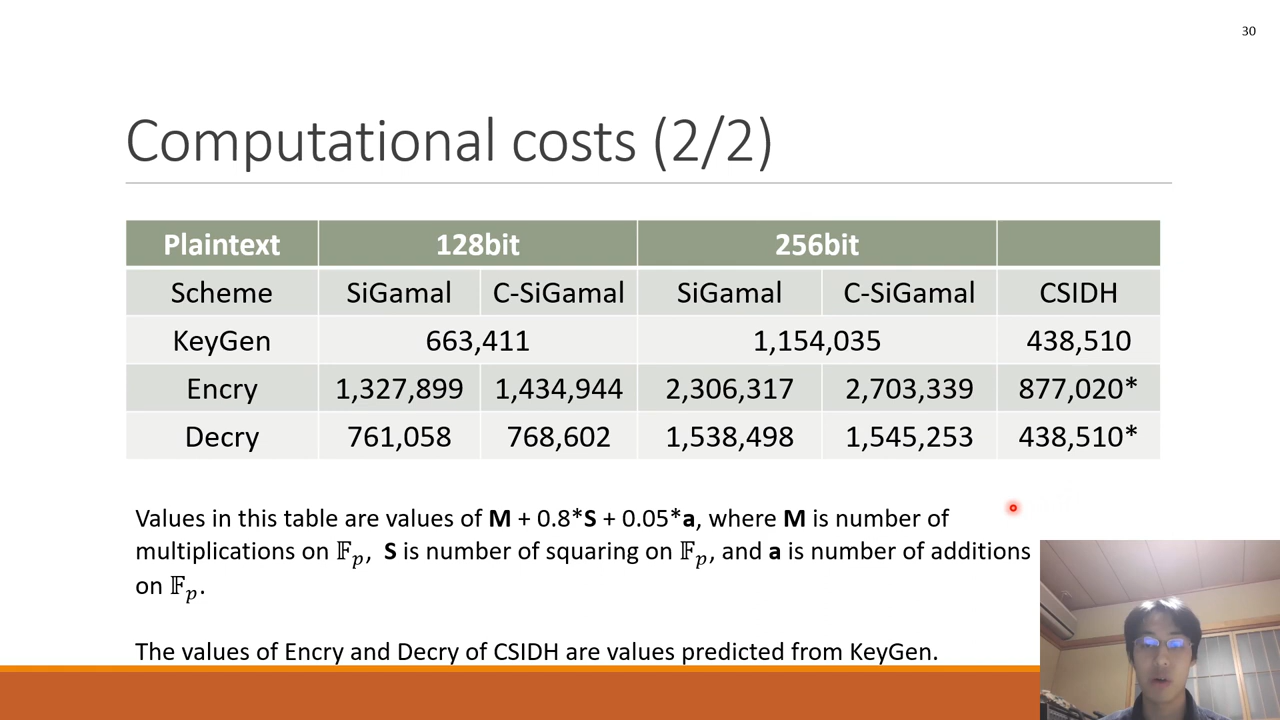 30
Computational costs (2/2)
Plaintext 128bit 256bit
Scheme SiGamal C-SiGamal SiGamal C-SiGamal CSIDH
KeyGen 663,411 1,154,035 438,510
Encry 1,327,899 1,434,944 2,306,317 2,703,339 877,020*
Decry 761,058 768,602 1,538,498 1,545,253 438,510*
Values in this table are values of M + 0.8*S + 0.05*a, where M is number of
multiplications on 𝔽p, S is number of squaring on 𝔽p, and a is number of additions
on 𝔽p.
The values of Encry and Decry of CSIDH are values predicted from KeyGen.